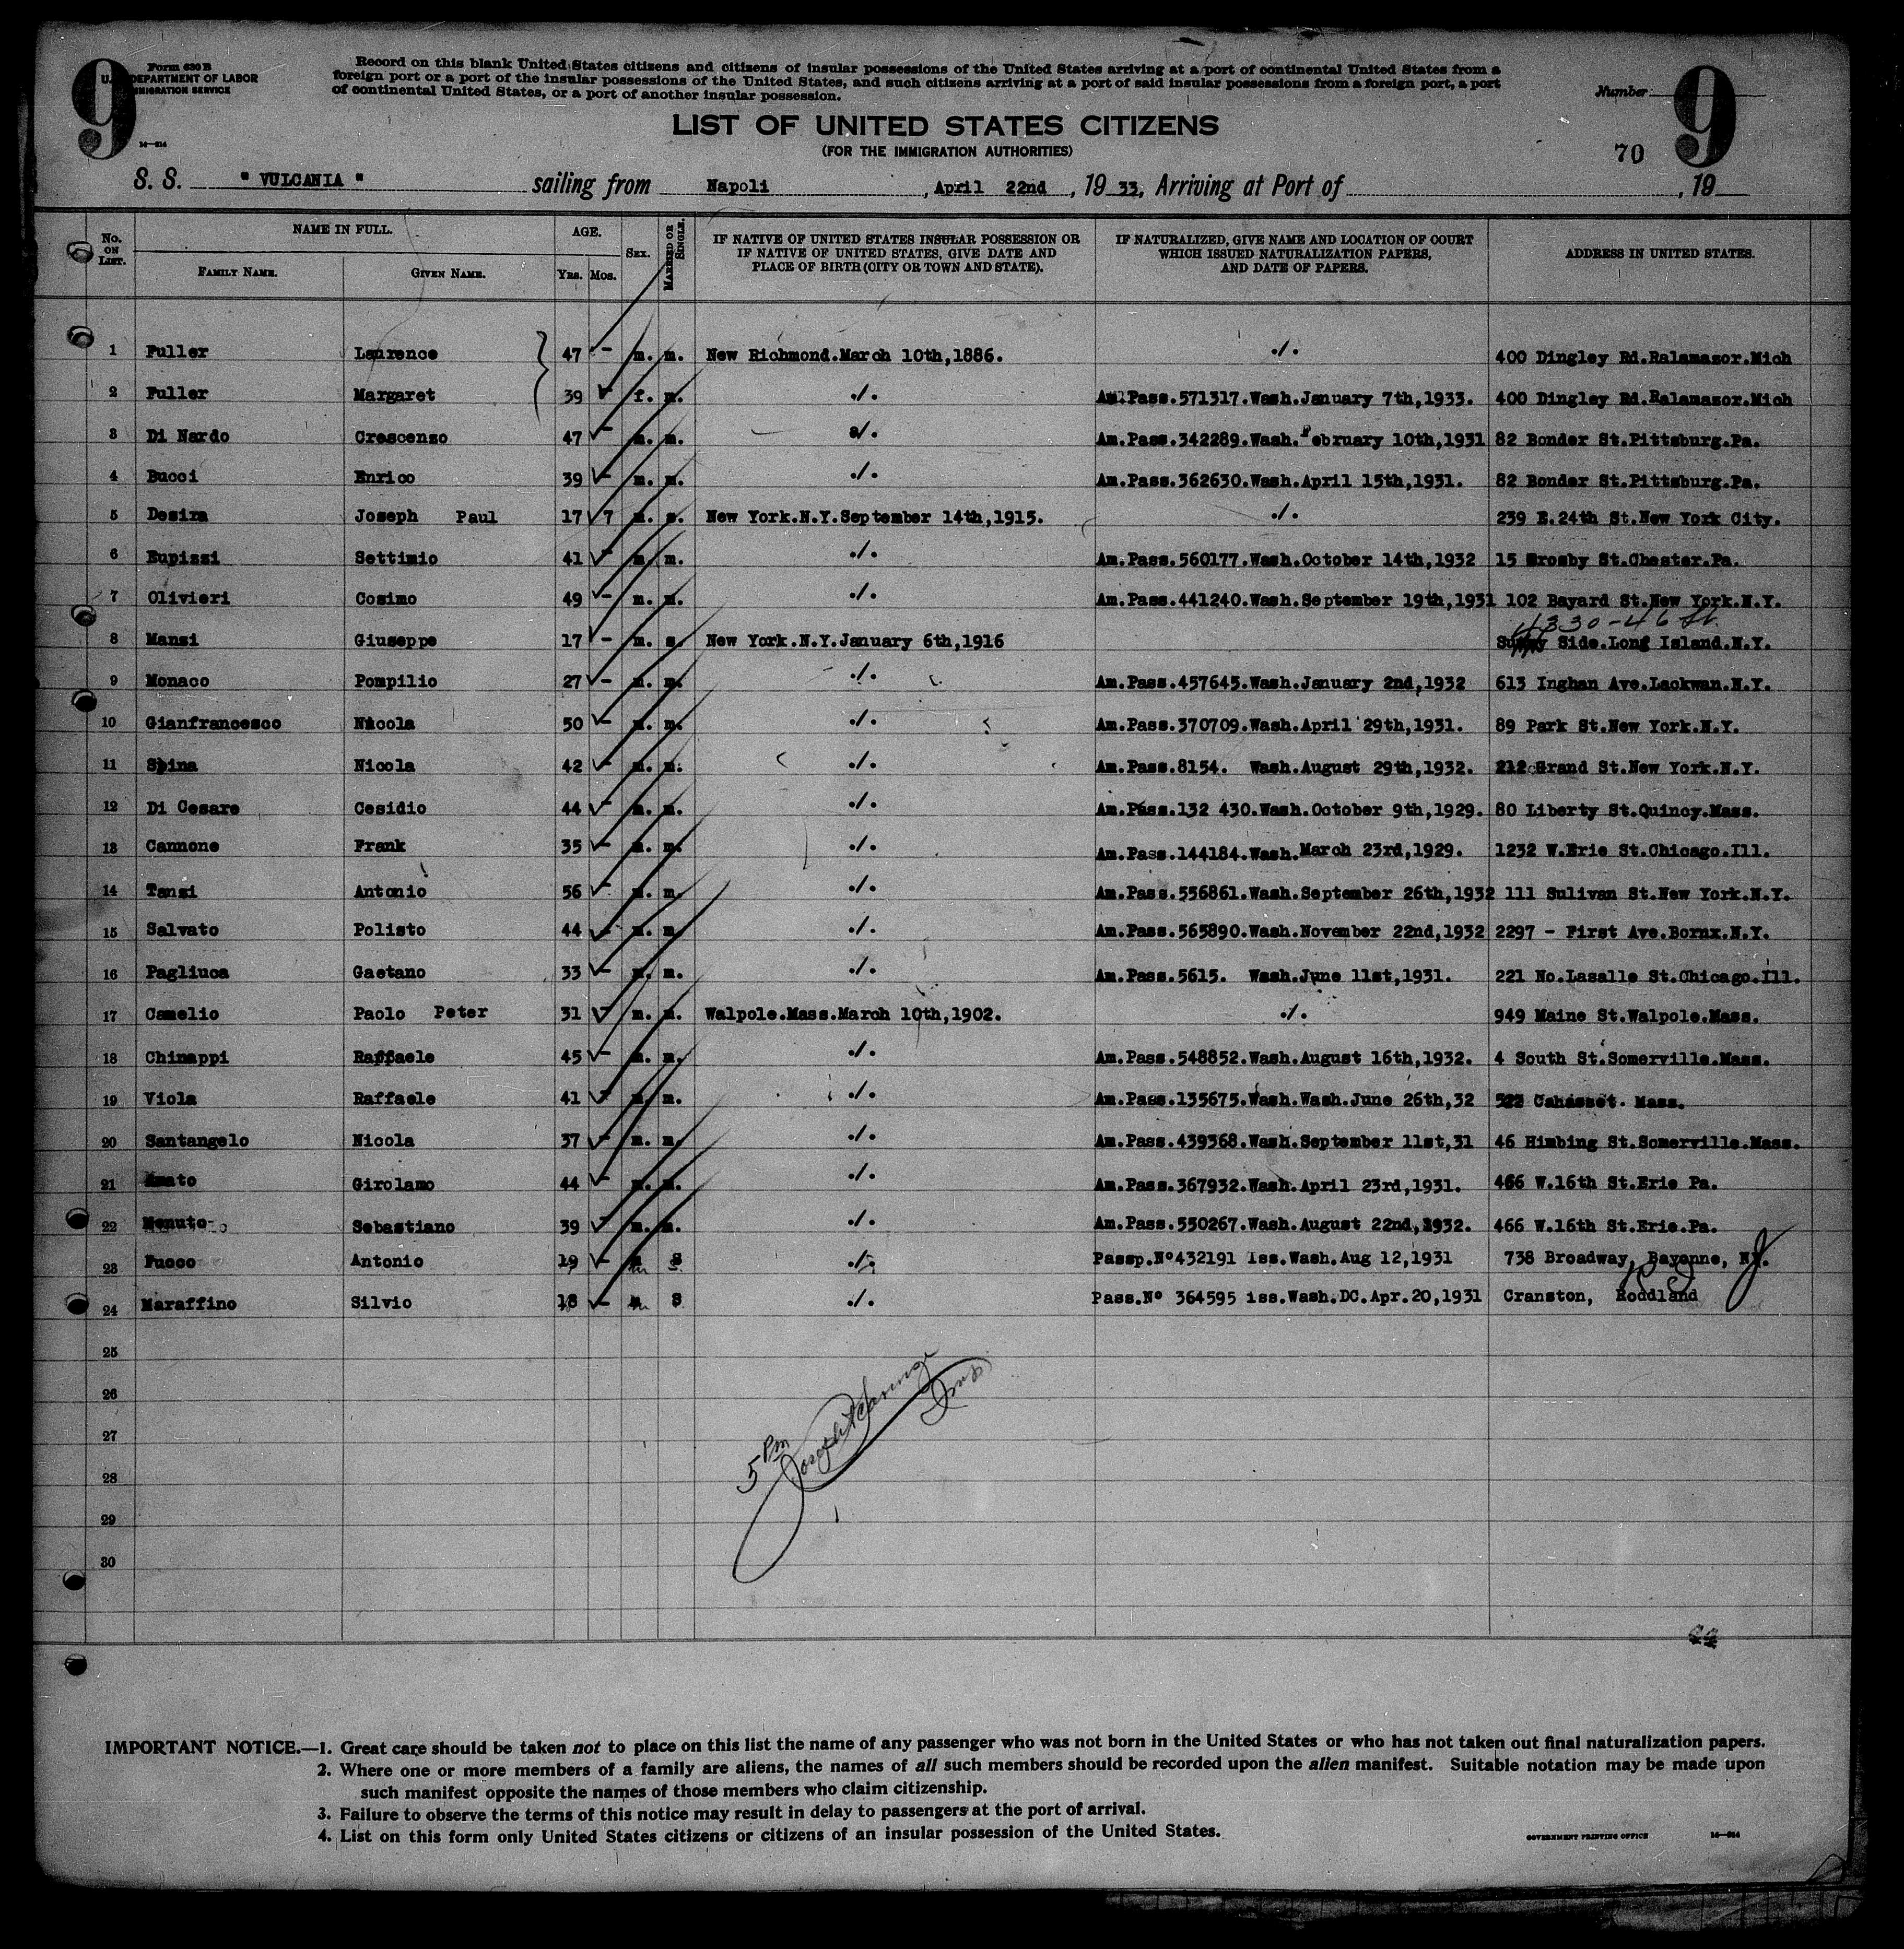 9 Form 630 B
U. S. DEPARTMENT OF LABOR
IMMIGRATION SERVICE
14—214
Record on this blank United States citizens and citizens of insular possessions of the United States arriving at a port of continental United States from a
foreign port or a port of the insular possessions of the United States, and such citizens arriving at a port of said insular possessions from a foreign port, a port
of continental United States, or a port of another insular possession.
Number 9
LIST OF UNITED STATES CITIZENS
(FOR THE IMMIGRATION AUTHORITIES)
70
S. S. " VULCANIA " sailing from Napoli , April 22nd , 19 33, Arriving at Port of , 19
No. ON LIST. NAME IN FULL. FAMILY NAME. GIVEN NAME. AGE. YRS. MOS. SEX. MARRIED OR SINGLE. IF NATIVE OF UNITED STATES INSULAR POSSESSION OR IF NATIVE OF UNITED STATES, GIVE DATE AND PLACE OF BIRTH (CITY OR TOWN AND STATE). IF NATURALIZED, GIVE NAME AND LOCATION OF COURT WHICH ISSUED NATURALIZATION PAPERS, AND DATE OF PAPERS. ADDRESS IN UNITED STATES.
1 Fuller Laurence 47 - m. m. New Richmond.March 10th,1886. ./. 400 Dingley Rd.Ralamazor.Mich
2 Fuller Margaret 39 - f. m. ./. Am.Pass.571317.Wash.January 7th,1933. 400 Dingley Rd.Ralamazor.Mich
3 Di Nardo Crescenzo 47 - m. m. ./. Am.Pass.342289.Wash.February 10th,1931 82 Bonder St.Pittsburg.Pa.
4 Bucci Enrico 39 - m. m. ./. Am.Pass.362630.Wash.April 15th,1931. 82 Bonder St.Pittsburg.Pa.
5 Desira Joseph Paul 17 7 m. s. New York.N.Y.September 14th,1915. ./. 239 E.24th St.New York City.
6 Eupizzi Settimio 41 - m. m. ./. Am.Pass.560177.Wash.October 14th,1932 15 Crosby St.Chester.Pa.
7 Olivieri Cosimo 49 - m. m. ./. Am.Pass.441240.Wash.September 19th,1931 102 Bayard St.New York.N.Y.
4330-46 St.
8 Manzi Giuseppe 17 - m. s. New York.N.Y.January 6th,1916 Sunny Side.Long Island.N.Y.
9 Monaco Pompilio 27 - m. m. ./. Am.Pass.457645.Wash.January 2nd,1932 613 Inghan Ave.Lackwan.N.Y.
10 Gianfrancesco Nicola 50 - m. m. ./. Am.Pass.370709.Wash.April 29th,1931. 89 Park St.New York.N.Y.
11 Spina Nicola 42 - m. m. ./. Am.Pass.8154. Wash.August 29th,1932. 212 Grand St.New York.N.Y.
12 Di Cesare Cesidio 44 - m. m. ./. Am.Pass.132 430.Wash.October 9th,1929. 80 Liberty St.Quincy.Mass.
13 Cannone Frank 35 - m. m. ./. Am.Pass.144184.Wash.March 23rd,1929. 1232 W.Erie St.Chicago.Ill.
14 Tanzi Antonio 56 - m. m. ./. Am.Pass.556861.Wash.September 26th,1932 111 Sulivan St.New York.N.Y.
15 Salvato Polisto 44 - m. m. ./. Am.Pass.565890.Wash.November 22nd,1932 2297 - First Ave.Bornx.N.Y.
16 Pagliuca Gaetano 33 - m. m. ./. Am.Pass.5615. Wash.June 11st,1931. 221 No.Lasalle St.Chicago.Ill.
17 Camelio Paolo Peter 31 - m. m. Walpole.Mass.March 10th,1902. ./. 949 Maine St.Walpole.Mass.
18 Chinappi Raffaele 45 - m. m. ./. Am.Pass.548852.Wash.August 16th,1932. 4 South St.Somerville.Mass.
19 Viola Raffaele 41 - m. m. ./. Am.Pass.135675.Wash.Wash.June 26th,32 522 Cahasset. Mass.
20 Santangelo Nicola 37 - m. m. ./. Am.Pass.439368.Wash.September 11st,31 46 Himbing St.Somerville.Mass.
21 Amato Girolamo 44 - m. m. ./. Am.Pass.367932.Wash.April 23rd,1931. 466 W.16th St.Erie Pa.
22 Menuto Sebastiano 39 - m. m. ./. Am.Pass.550267.Wash.August 22nd,1932. 466 W.16th St.Erie.Pa.
23 Fucco Antonio 19 - m S ./. Passp.Nº432191 Iss.Wash.Aug 12,1931 738 Broadway, Bayonne, N.J.
24 Maraffino Silvio 18 - m S ./. Pass.Nº 364595 iss.Wash.DC.Apr.20,1931 Cranston, Roddland
25
26
27
28
29
30
5 PM
Insp
IMPORTANT NOTICE.—1. Great care should be taken not to place on this list the name of any passenger who was not born in the United States or who has not taken out final naturalization papers.
2. Where one or more members of a family are aliens, the names of all such members should be recorded upon the alien manifest. Suitable notation may be made upon
such manifest opposite the names of those members who claim citizenship.
3. Failure to observe the terms of this notice may result in delay to passengers at the port of arrival.
4. List on this form only United States citizens or citizens of an insular possession of the United States.
GOVERNMENT PRINTING OFFICE 14—214